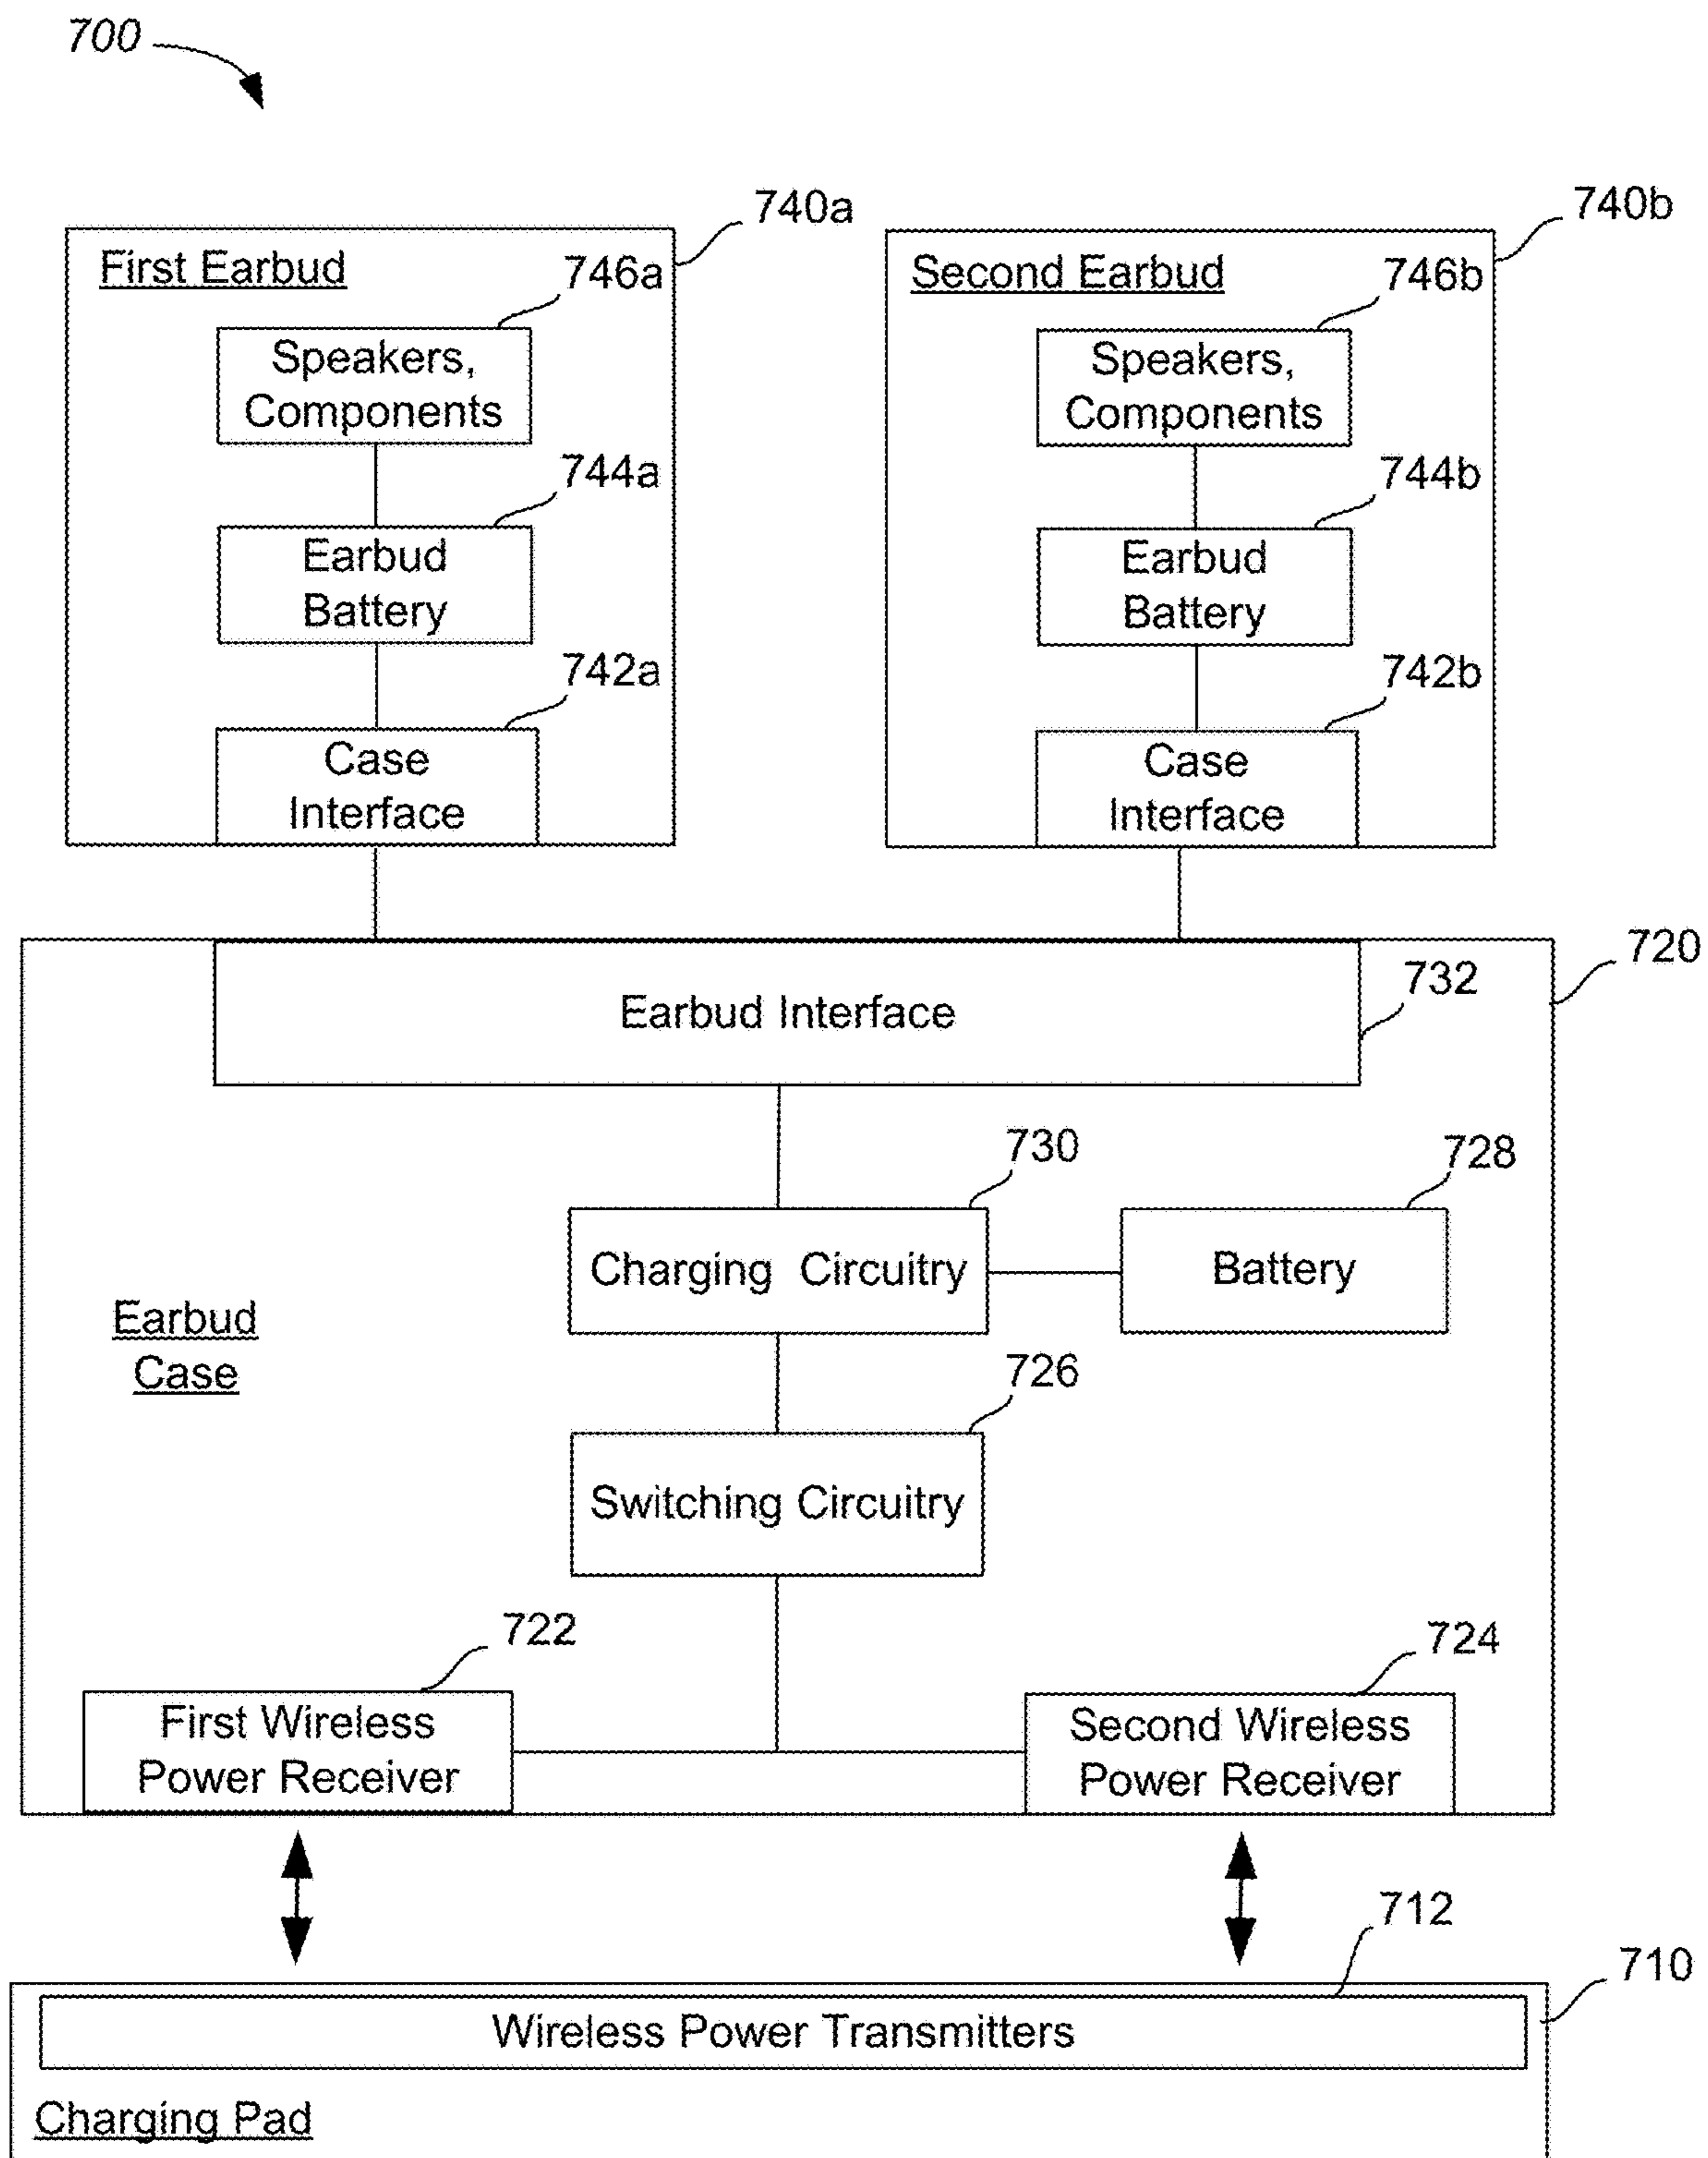 700
740a
740b
First Earbud
746a
Second Earbud
746b
Speakers,
Components
Speakers,
Components
744a
744b
Earbud
Battery
Earbud
Battery
742a
742b
Case
Interface
Case
Interface
720
732
Earbud Interface
730
728
Charging Circuitry
Battery
Earbud
Case
726
Switching Circuitry
722
724
First Wireless
Power Receiver
Second Wireless
Power Receiver
712
710
Wireless Power Transmitters
Charging Pad